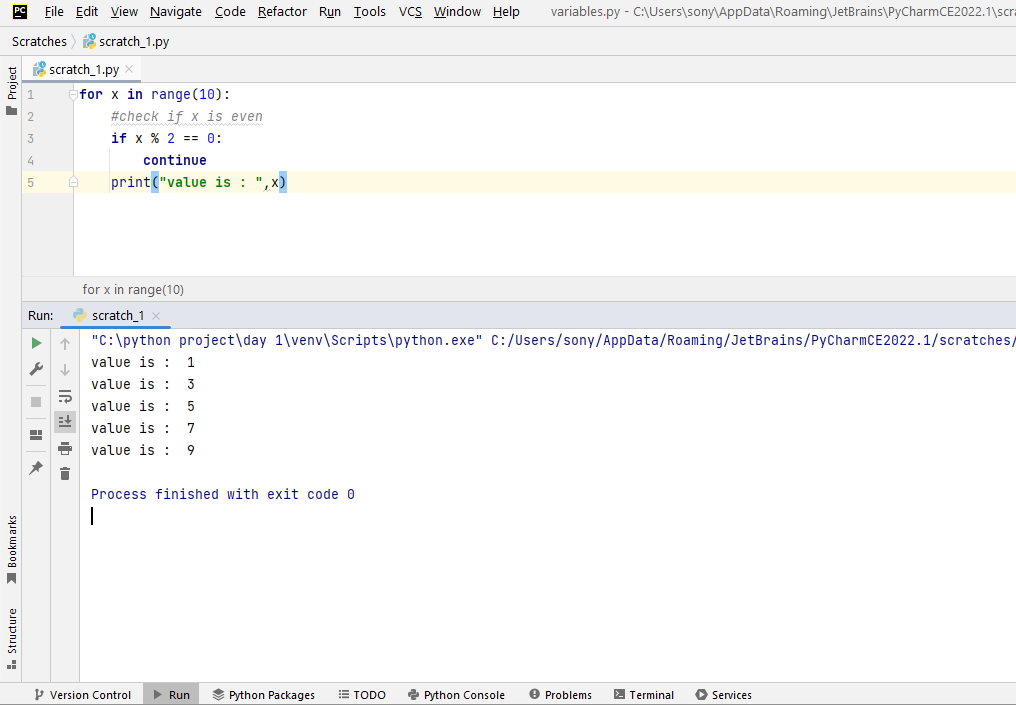 PC File Edit View Navigate Code Refactor Run Tools VCS Window Help variables.py - C:\Users\sony\AppData\Roaming\JetBrains\PyCharmCE2022.1\scr
Scratches scratch_1.py
Project
scratch_1.py
1 for x in range(10):
2 #check if x is even
3 if x % 2 == 0:
4 continue
5 print("value is : ",x)
for x in range(10)
Run: scratch_1
"C:\python project\day 1\venv\Scripts\python.exe" C:/Users/sony/AppData/Roaming/JetBrains/PyCharmCE2022.1/scratches/
value is :  1
value is :  3
value is :  5
value is :  7
value is :  9
Process finished with exit code 0
Bookmarks
Structure
Version Control Run Python Packages TODO Python Console Problems Terminal Services